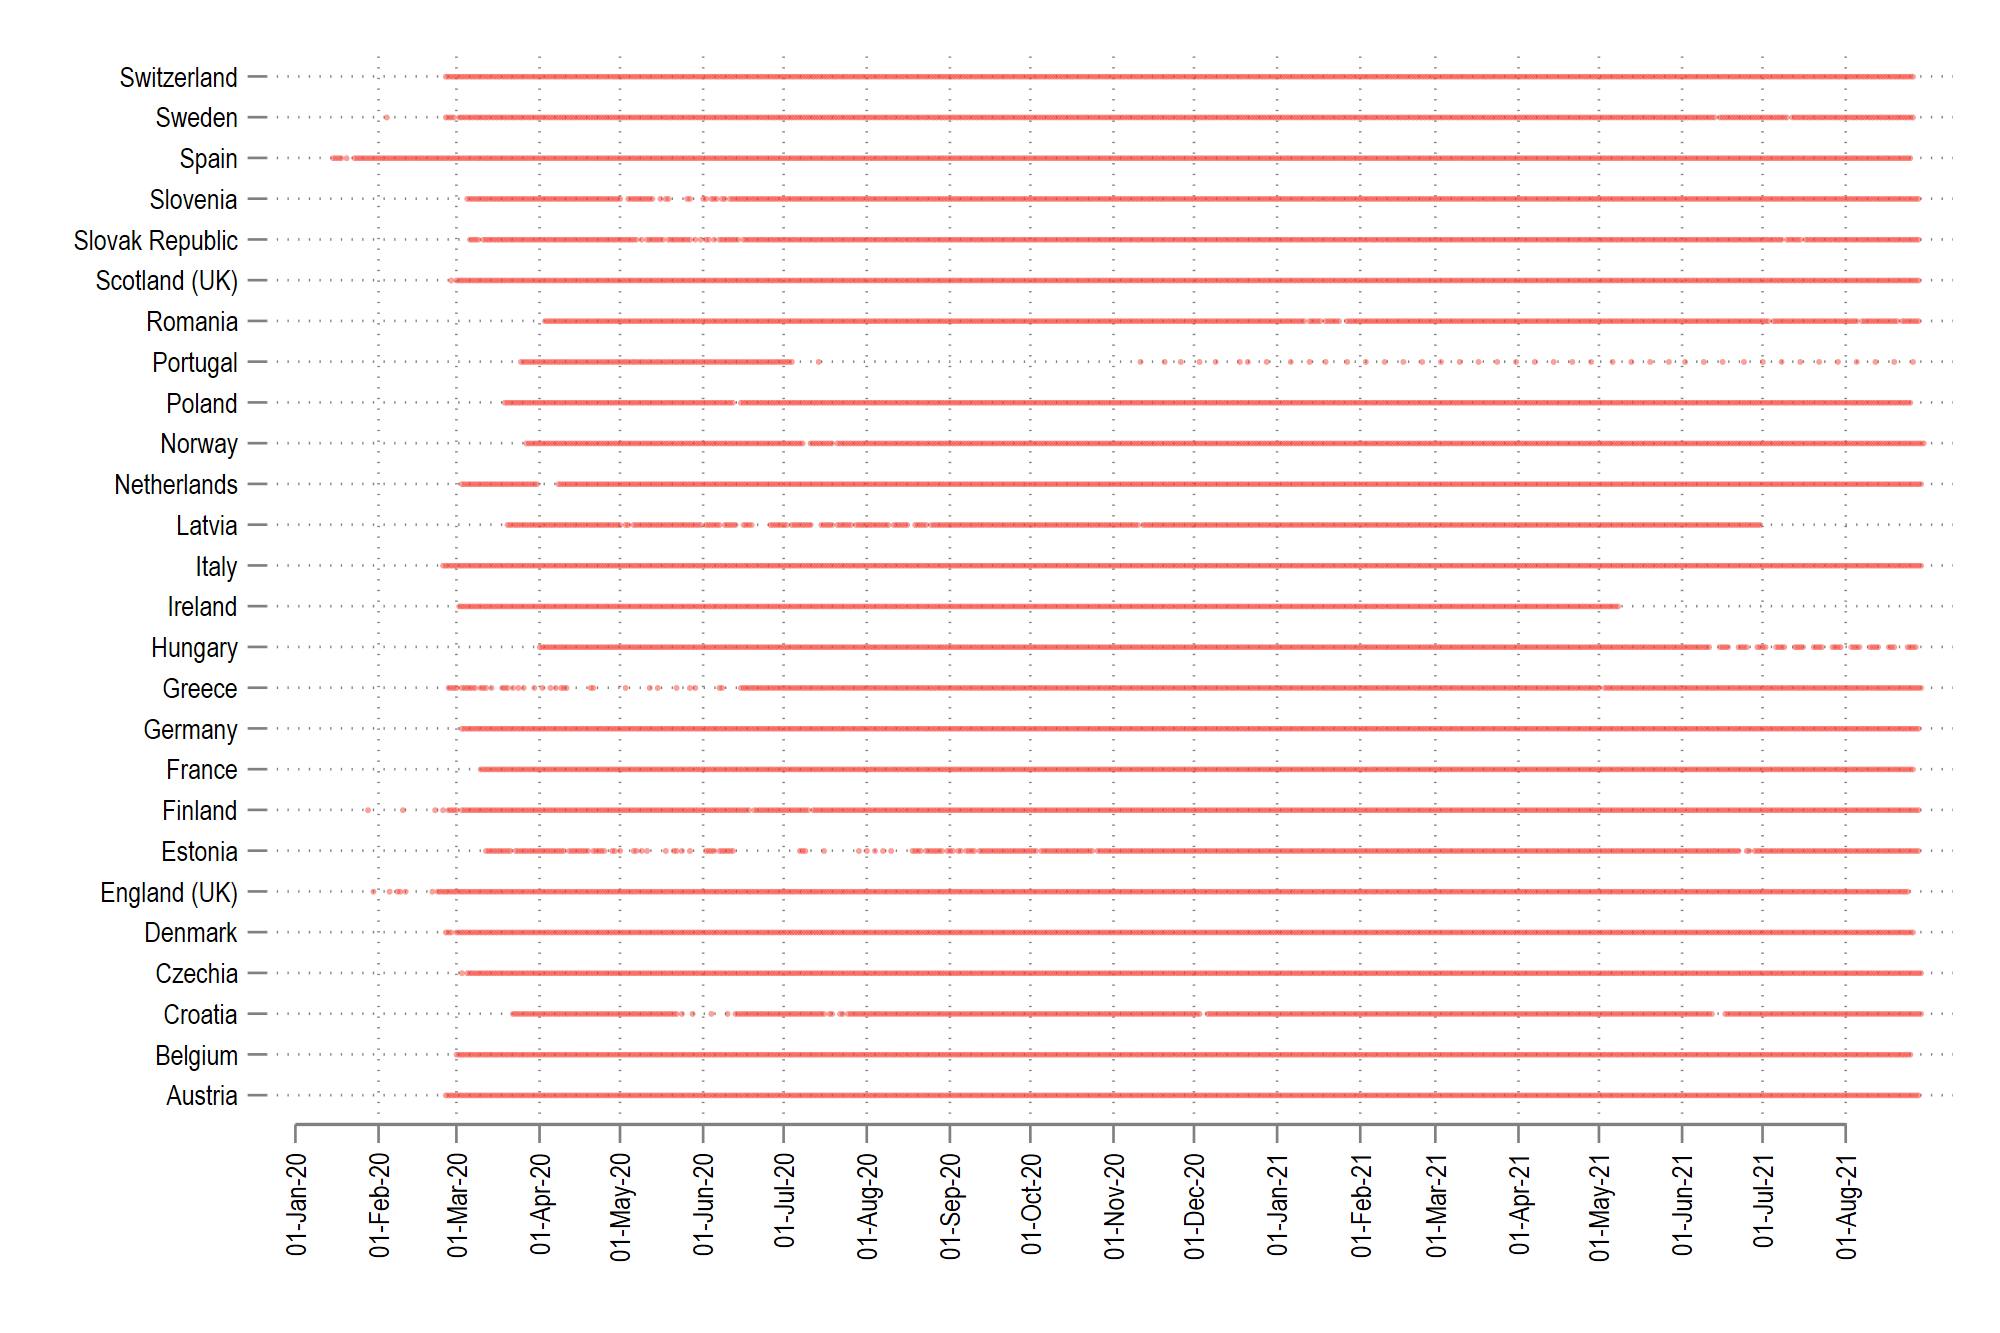 Switzerland
Sweden
Spain
Slovenia
Slovak Republic
Scotland (UK)
Romania
Portugal
Poland
Norway
Netherlands
Latvia
Italy
Ireland
Hungary
Greece
Germany
France
Finland
Estonia
England (UK)
Denmark
Czechia
Croatia
Belgium
Austria
01-Jan-20
01-Feb-20
01-Mar-20
01-Apr-20
01-May-20
01-Jun-20
01-Jul-20
01-Aug-20
01-Sep-20
01-Oct-20
01-Nov-20
01-Dec-20
01-Jan-21
01-Feb-21
01-Mar-21
01-Apr-21
01-May-21
01-Jun-21
01-Jul-21
01-Aug-21